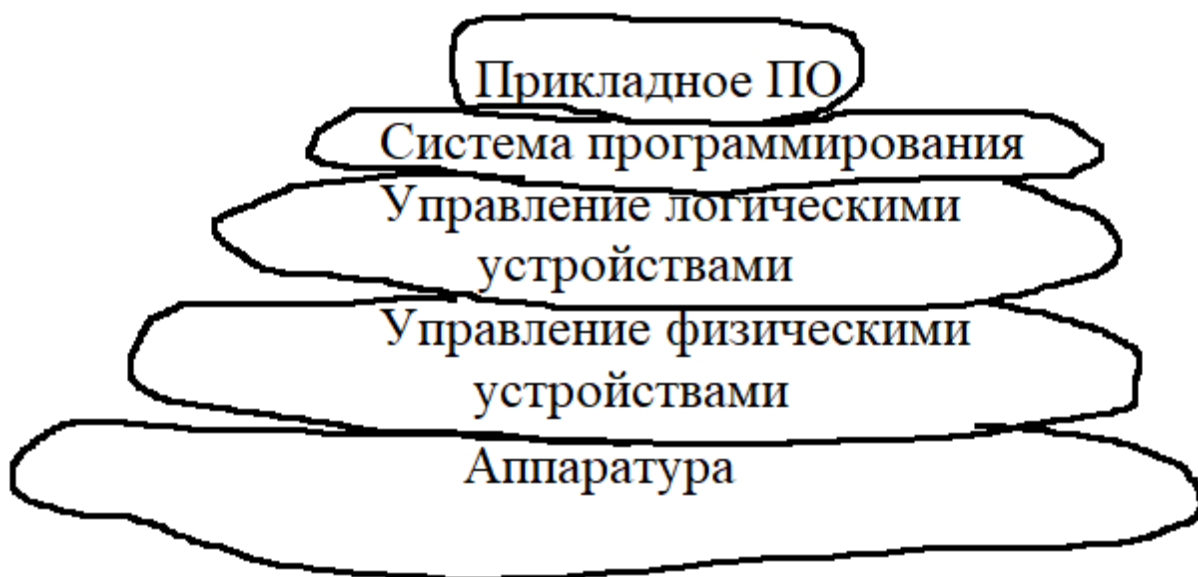 Прикладное ПО
Система программирования
Управление логическими
устройствами
Управление физическими
устройствами
Аппаратура